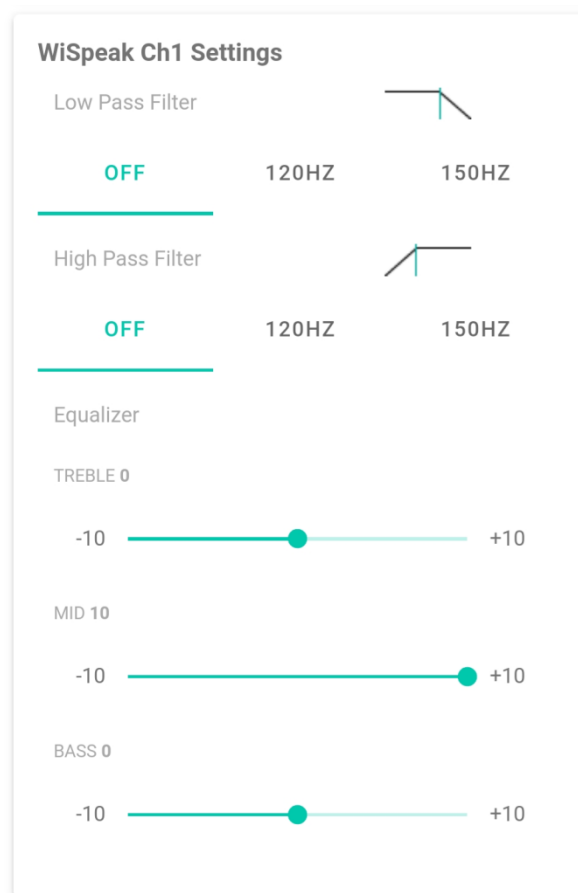 WiSpeak Ch1 Settings
Low Pass Filter
OFF 120HZ 150HZ
High Pass Filter
OFF 120HZ 150HZ
Equalizer
TREBLE 0
-10 +10
MID 10
-10 +10
BASS 0
-10 +10